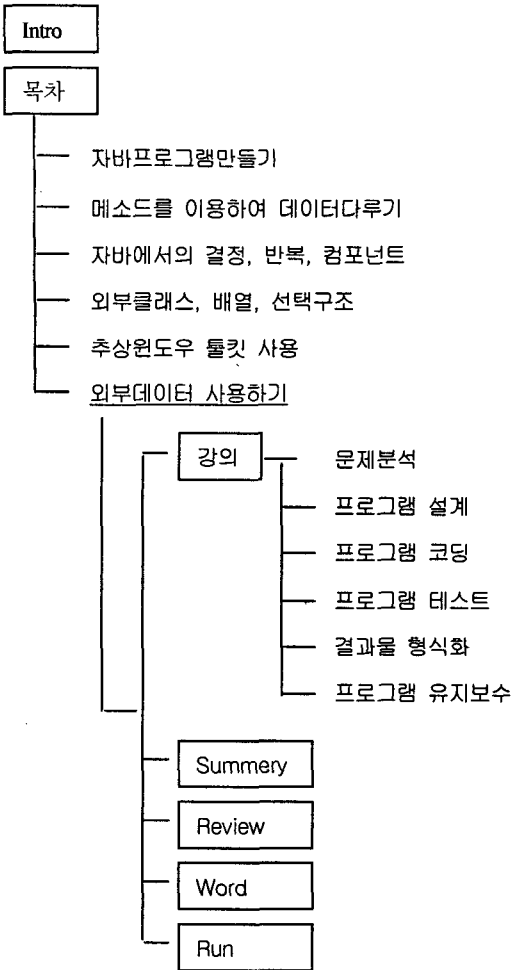 Intro
목차
자바프로그램만들기
메소드를 이용하여 데이터다루기
자바에서의 결정, 반복, 컴포넌트
외부클래스, 배열, 선택구조
추상윈도우 툴킷 사용
외부데이터 사용하기
강의
문제분석
프로그램 설계
프로그램 코딩
프로그램 테스트
결과물 형식화
프로그램 유지보수
Summery
Review
Word
Run